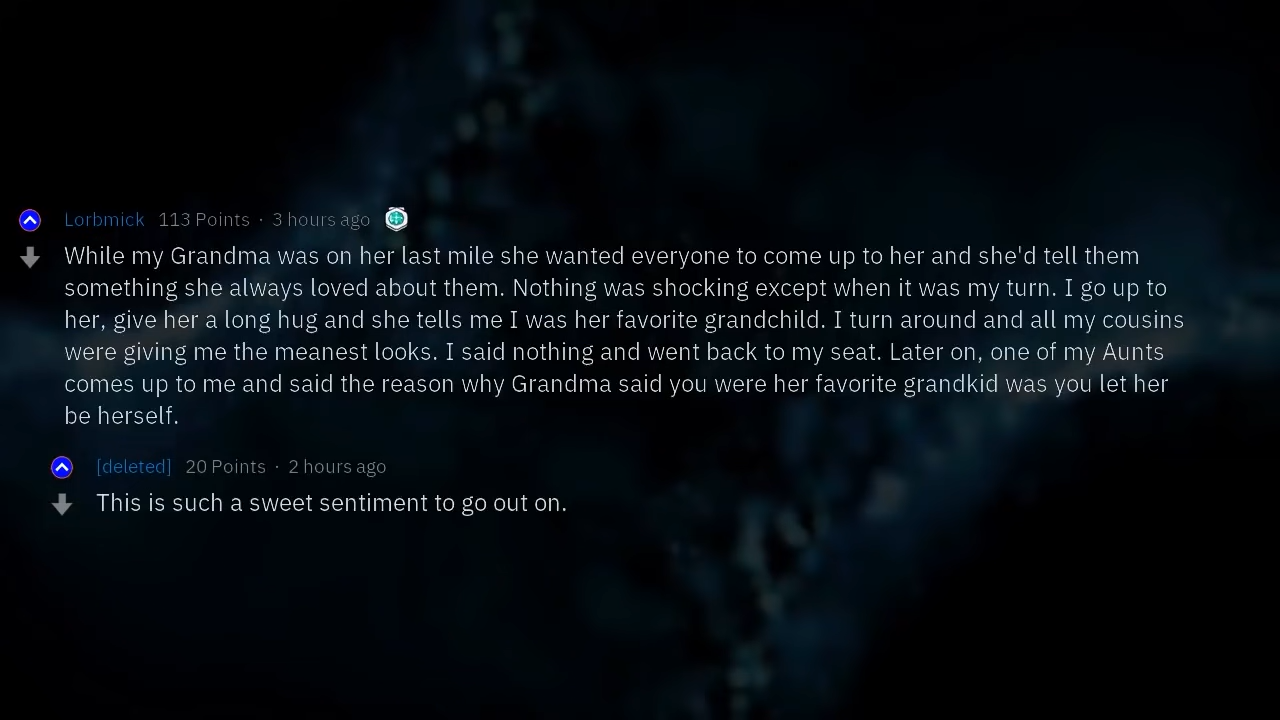 Lorbmick 113 Points · 3 hours ago
While my Grandma was on her last mile she wanted everyone to come up to her and she'd tell them
something she always loved about them. Nothing was shocking except when it was my turn. I go up to
her, give her a long hug and she tells me I was her favorite grandchild. I turn around and all my cousins
were giving me the meanest looks. I said nothing and went back to my seat. Later on, one of my Aunts
comes up to me and said the reason why Grandma said you were her favorite grandkid was you let her
be herself.
[deleted] 20 Points · 2 hours ago
This is such a sweet sentiment to go out on.